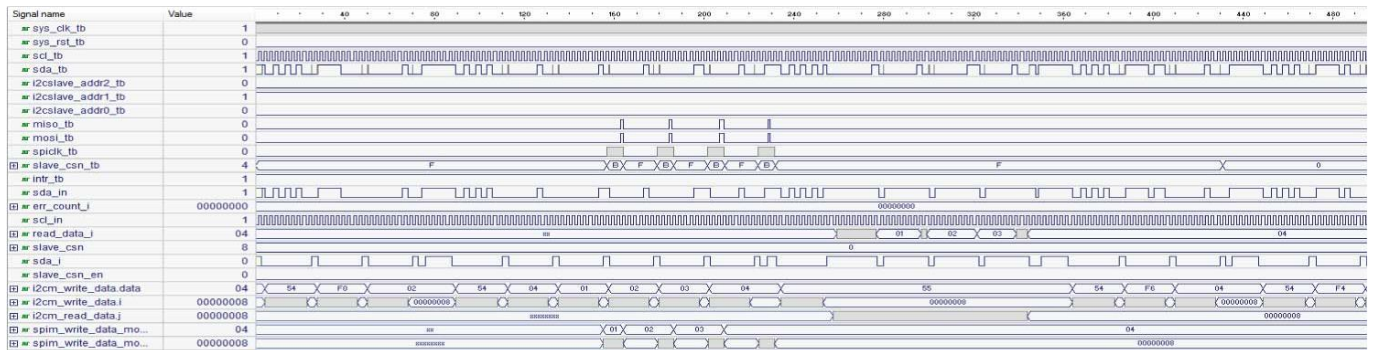 Signal name Value 40 80 120 160 200 240 280 320 360 400 440 480
sys_clk_tb 1
sys_rst_tb 0
scl_tb 1
sda_tb 1
i2cslave_addr2_tb 0
i2cslave_addr1_tb 1
i2cslave_addr0_tb 0
miso_tb 0
mosi_tb 0
spiclk_tb 0
slave_csn_tb 4 F B F B F B F B F 0
intr_tb 1
sda_in 1
err_count_i 00000000 00000000
scl_in 1
read_data_i 04 xx 01 02 03 04
slave_csn 8 0
sda_i 0
slave_csn_en 0
i2cm_write_data.data 04 54 F0 02 54 04 01 02 03 04 55 54 F6 04 54 F4
i2cm_write_data.i 00000008 00000008 00000008 00000008
i2cm_read_data.j 00000008 xxxxxxxx 00000008
spim_write_data_mo... 04 xx 01 02 03 04
spim_write_data_mo... 00000008 xxxxxxxx 00000008